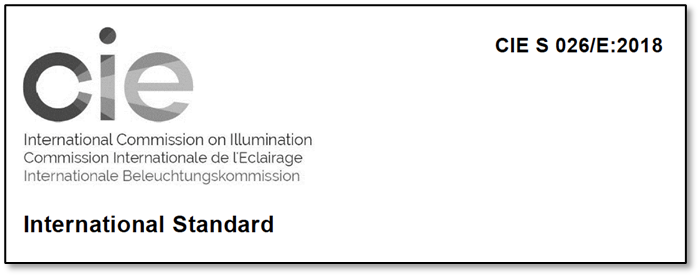 CIE S 026/E:2018
cie
International Commission on Illumination
Commission Internationale de l'Eclairage
Internationale Beleuchtungskommission
International Standard